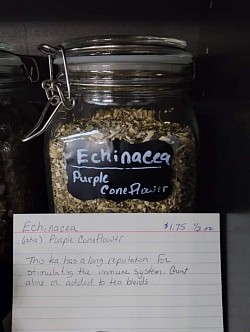 Echinacea
Purple
Coneflower
Echinacea $1.75 1/2 oz
(aka) Purple Coneflower
This tea has a long reputation For
stimulating the immune system. Great
alone or added to tea blends